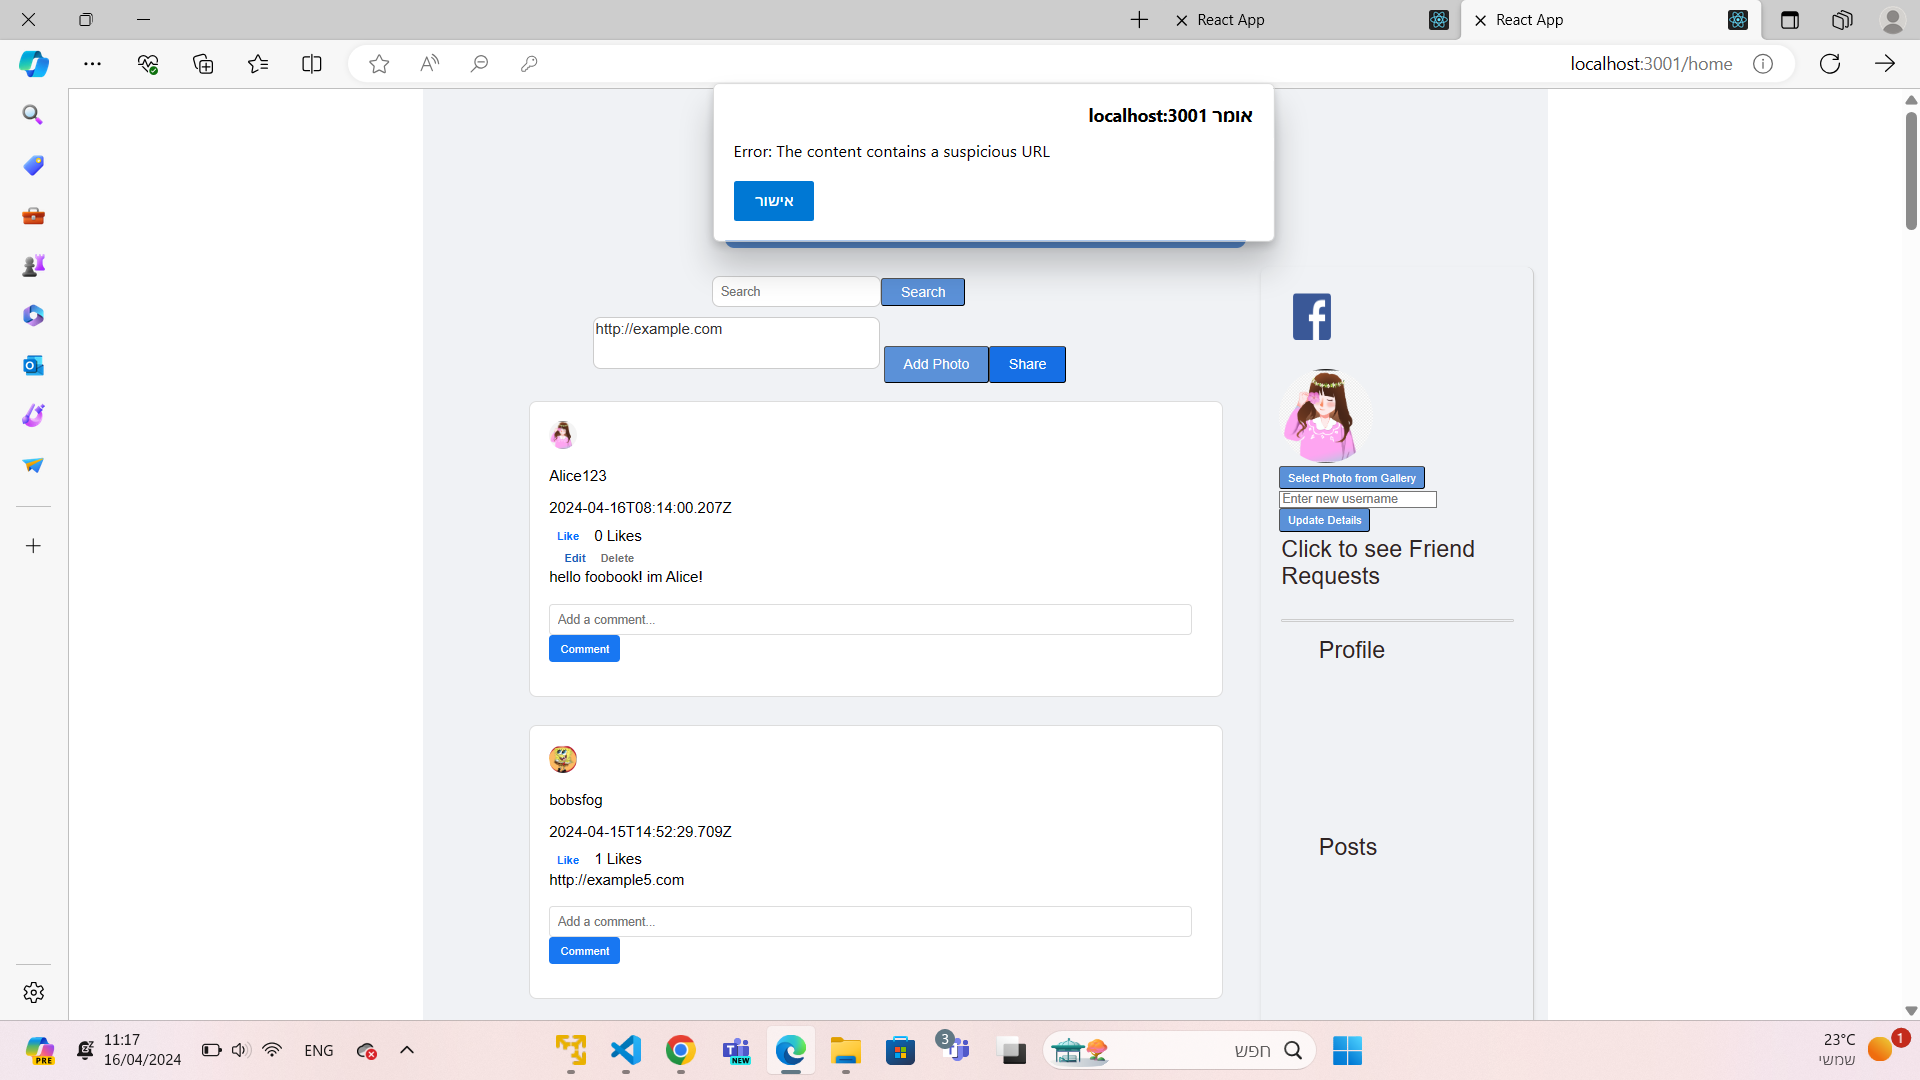 React App
React App
localhost:3001/home
localhost:3001 אומר
Error: The content contains a suspicious URL
אישור
Search
Search
http://example.com
Add Photo
Share
Alice123
2024-04-16T08:14:00.207Z
Like
0 Likes
Edit
Delete
hello foobook! im Alice!
Add a comment...
Comment
bobsfog
2024-04-15T14:52:29.709Z
Like
1 Likes
http://example5.com
Add a comment...
Comment
Select Photo from Gallery
Enter new username
Update Details
Click to see Friend
Requests
Profile
Posts
PRE
11:17
16/04/2024
ENG
NEW
3
חפש
23°C
שמשי
1